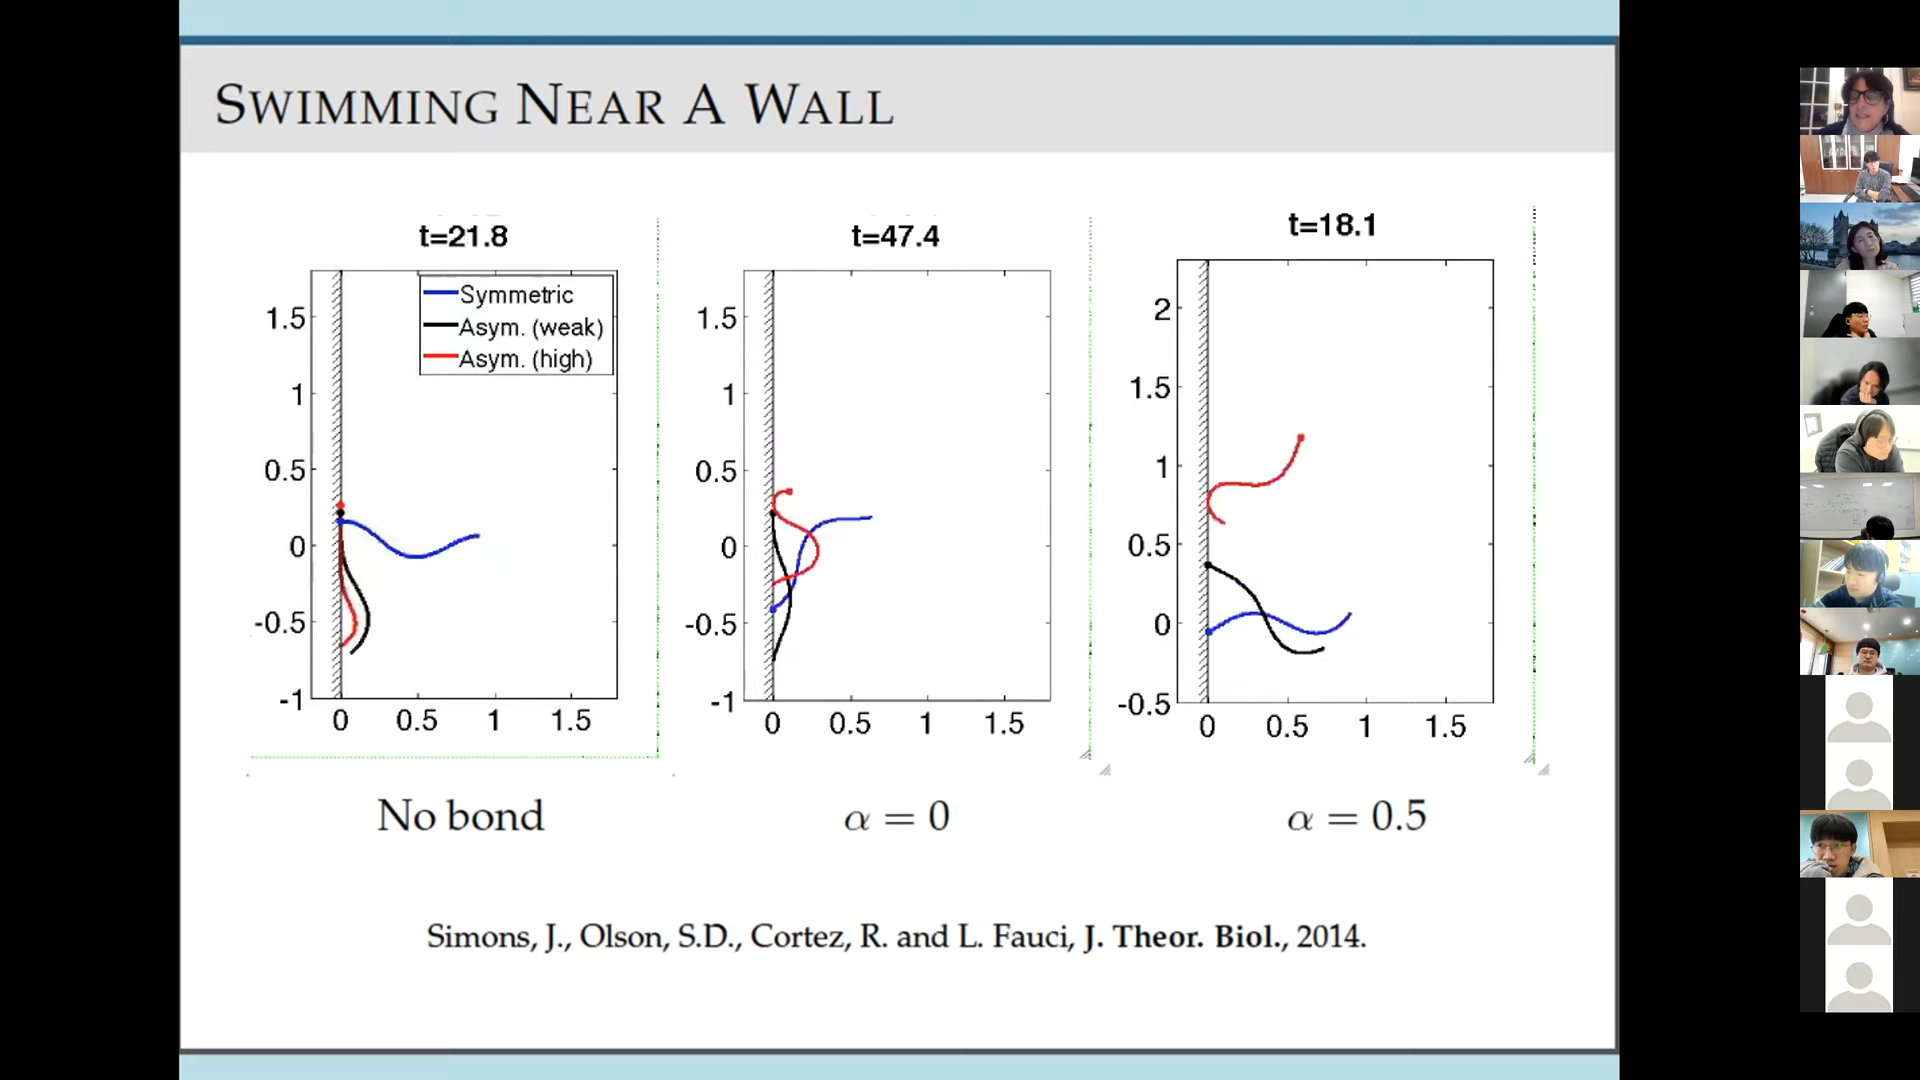 SWIMMING NEAR A WALL
t=21.8
Symmetric
Asym. (weak)
Asym. (high)
1.5
1
0.5
0
-0.5
-1
0 0.5 1 1.5
No bond
t=47.4
1.5
1
0.5
0
-0.5
-1
0 0.5 1 1.5
α = 0
t=18.1
2
1.5
1
0.5
0
-0.5
0 0.5 1 1.5
α = 0.5
Simons, J., Olson, S.D., Cortez, R. and L. Fauci, J. Theor. Biol., 2014.